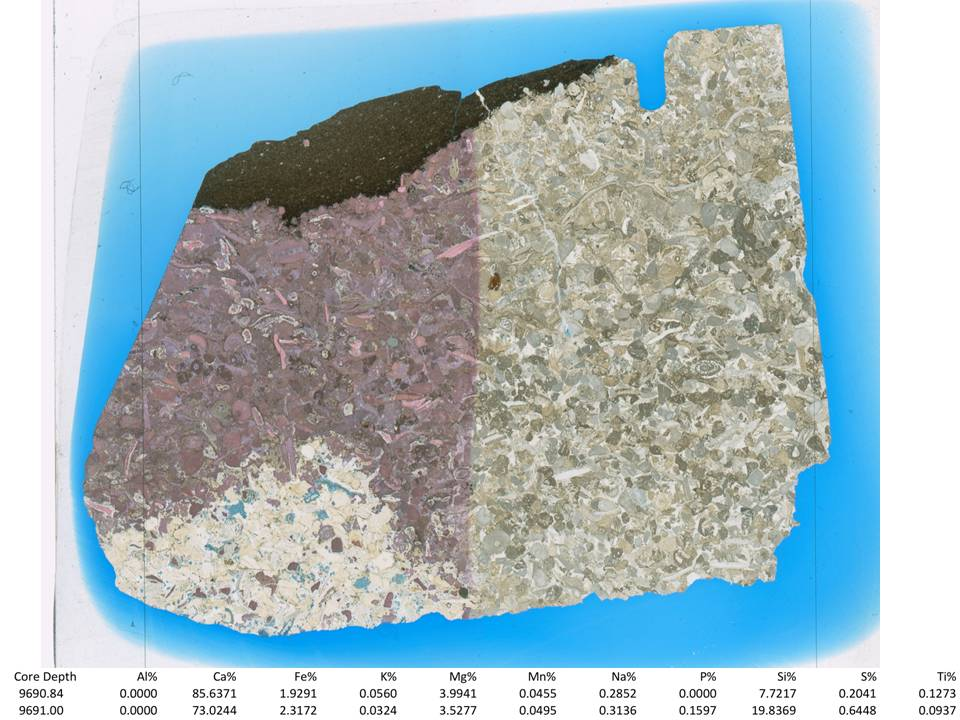 Core Depth Al% Ca% Fe% K% Mg% Mn% Na% P% Si% S% Ti%
9690.84 0.0000 85.6371 1.9291 0.0560 3.9941 0.0455 0.2852 0.0000 7.7217 0.2041 0.1273
9691.00 0.0000 73.0244 2.3172 0.0324 3.5277 0.0495 0.3136 0.1597 19.8369 0.6448 0.0937